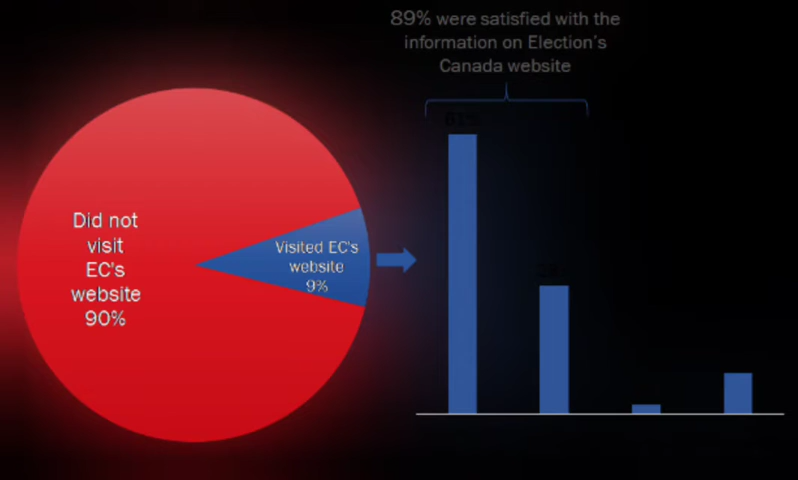 89% were satisfied with the
information on Election's
Canada website
Did not
visit
EC's
website
90%
Visited EC's
website
9%